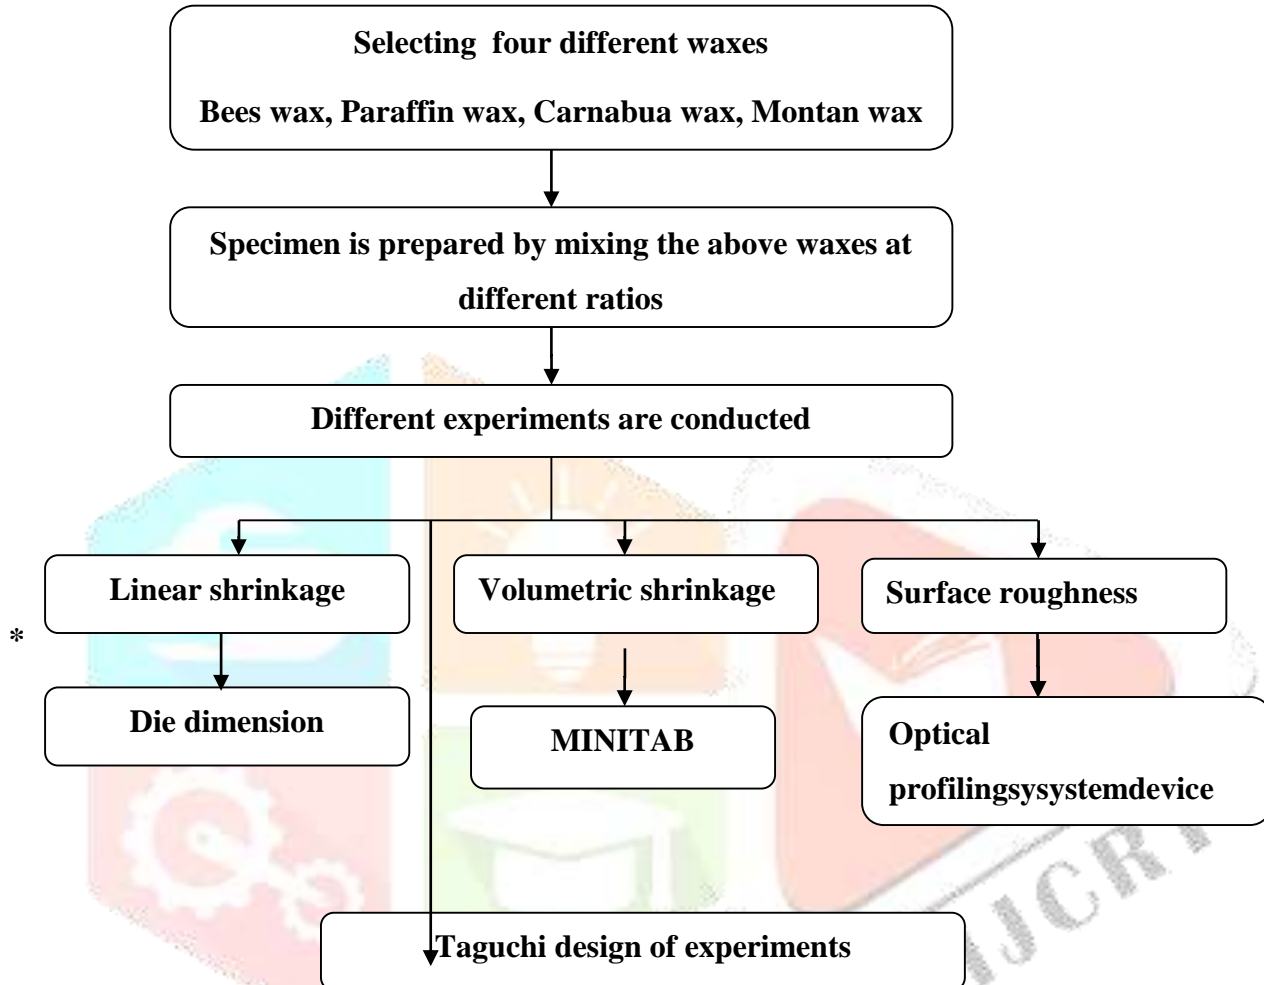 Selecting four different waxes
Bees wax, Paraffin wax, Carnabua wax, Montan wax
Specimen is prepared by mixing the above waxes at
different ratios
Different experiments are conducted
Linear shrinkage
Volumetric shrinkage
Surface roughness
*
Die dimension
MINITAB
Optical
profilingsysystemdevice
Taguchi design of experiments
IJCRT